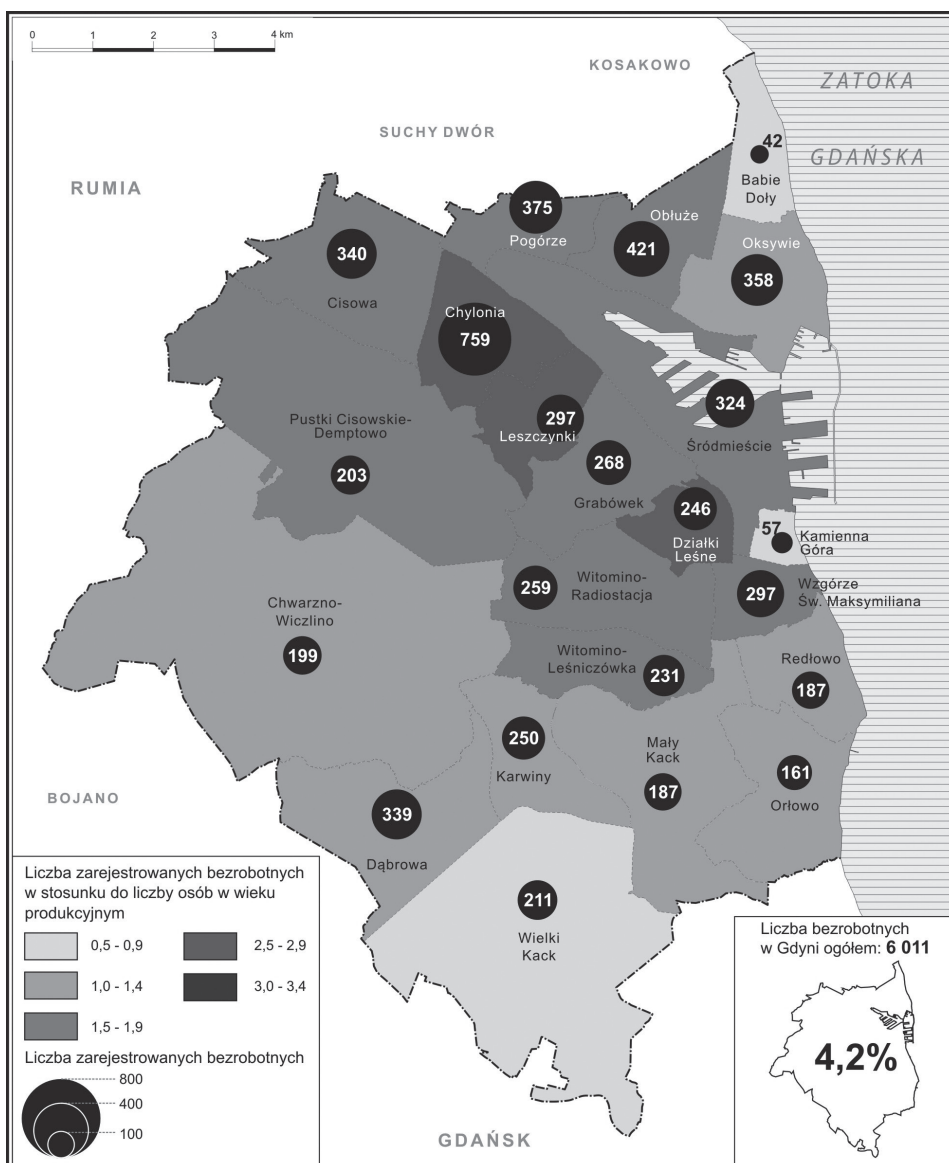 0 1 2 3 4 km
KOSAKOWO
ZATOKA
GDAŃSKA
SUCHY DWÓR
RUMIA
42
Babie
Doły
375
Pogórze
Obłuże
421
Oksywie
358
340
Cisowa
Chylonia
759
297
Leszczynki
324
Śródmieście
Pustki Cisowskie-
Demptowo
203
268
Grabówek
246
Działki
Leśne
57
Kamienna
Góra
259
Witomino-
Radiostacja
297
Wzgórze
Św. Maksymiliana
Chwarzno-
Wiczlino
199
Witomino-
Leśniczówka
231
Redłowo
187
250
Karwiny
Mały
Kack
187
161
Orłowo
BOJANO
339
Dąbrowa
211
Wielki
Kack
GDAŃSK
Liczba zarejestrowanych bezrobotnych
w stosunku do liczby osób w wieku
produkcyjnym
0,5 - 0,9
2,5 - 2,9
1,0 - 1,4
3,0 - 3,4
1,5 - 1,9
Liczba zarejestrowanych bezrobotnych
800
400
100
Liczba bezrobotnych
w Gdyni ogółem: 6 011
4,2%